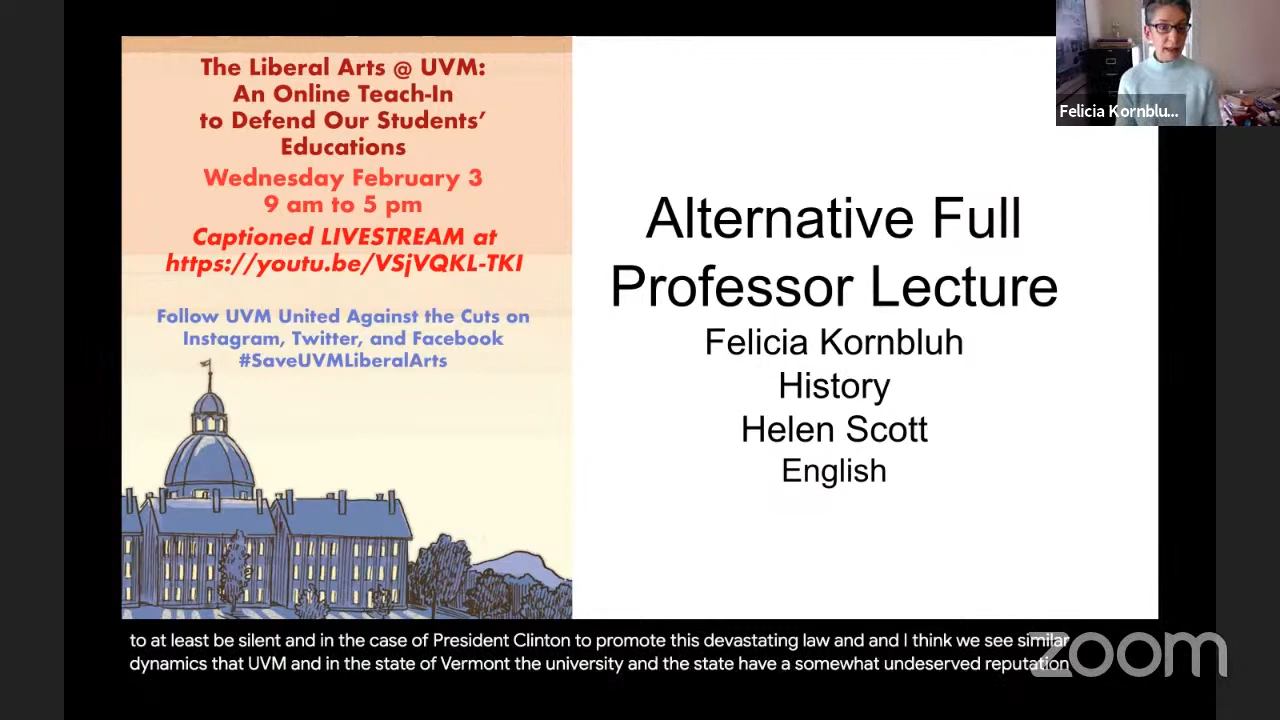 The Liberal Arts @ UVM:
An Online Teach-In
to Defend Our Students'
Educations
Wednesday February 3
9 am to 5 pm
Captioned LIVESTREAM at
https://youtu.be/VSjVQKL-TKI
Follow UVM United Against the Cuts on
Instagram, Twitter, and Facebook
#SaveUVMLiberalArts
Alternative Full
Professor Lecture
Felicia Kornbluh
History
Helen Scott
English
Felicia Kornblu...
to at least be silent and in the case of President Clinton to promote this devastating law and and I think we see similar
dynamics that UVM and in the state of Vermont the university and the state have a somewhat undeserved reputation
zoom